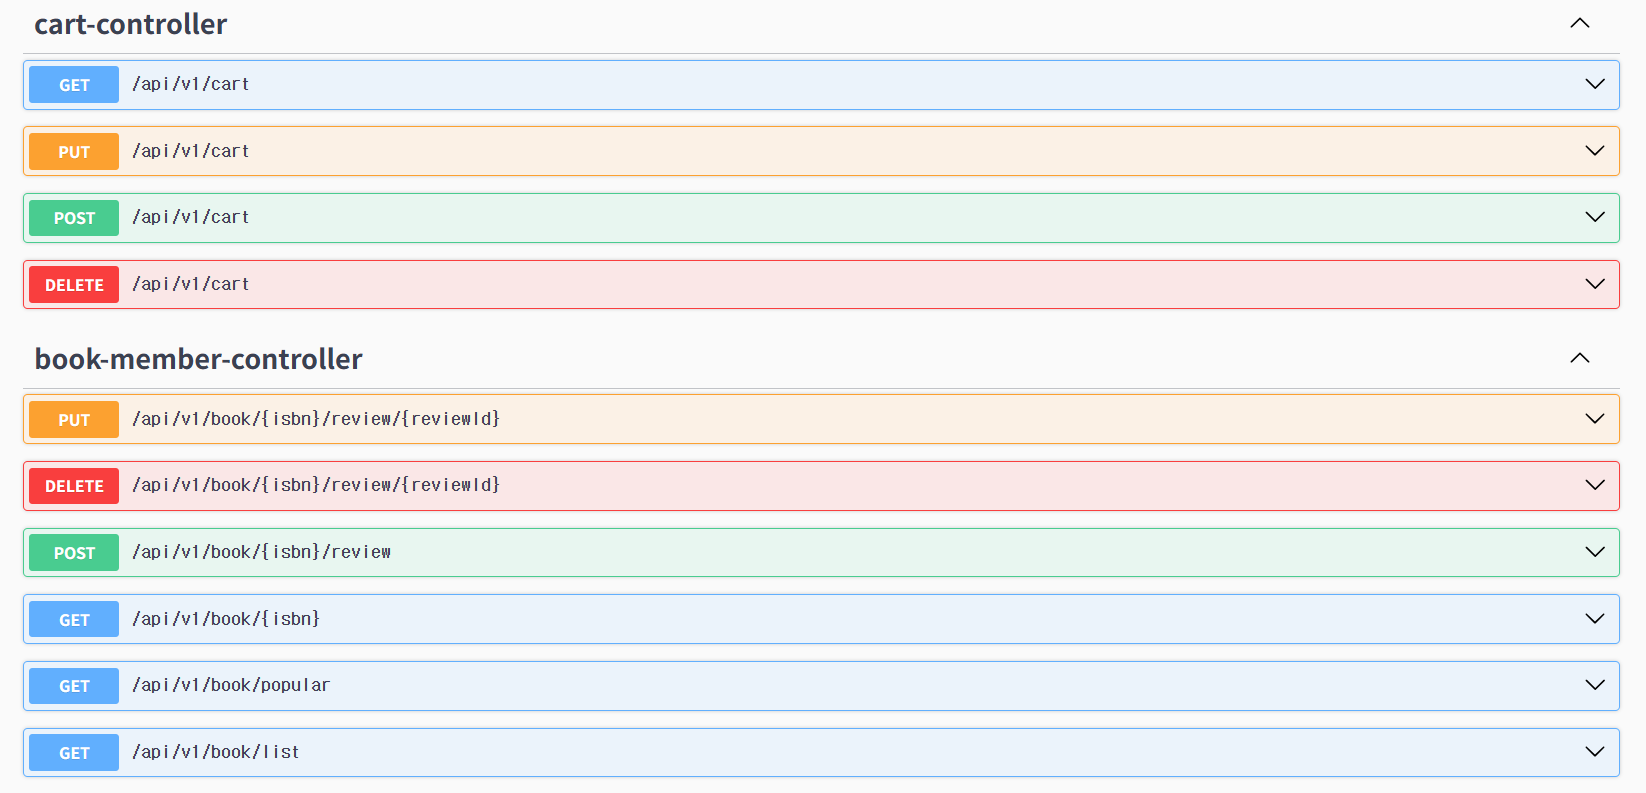 cart-controller
GET /api/v1/cart
PUT /api/v1/cart
POST /api/v1/cart
DELETE /api/v1/cart
book-member-controller
PUT /api/v1/book/{isbn}/review/{reviewId}
DELETE /api/v1/book/{isbn}/review/{reviewId}
POST /api/v1/book/{isbn}/review
GET /api/v1/book/{isbn}
GET /api/v1/book/popular
GET /api/v1/book/list